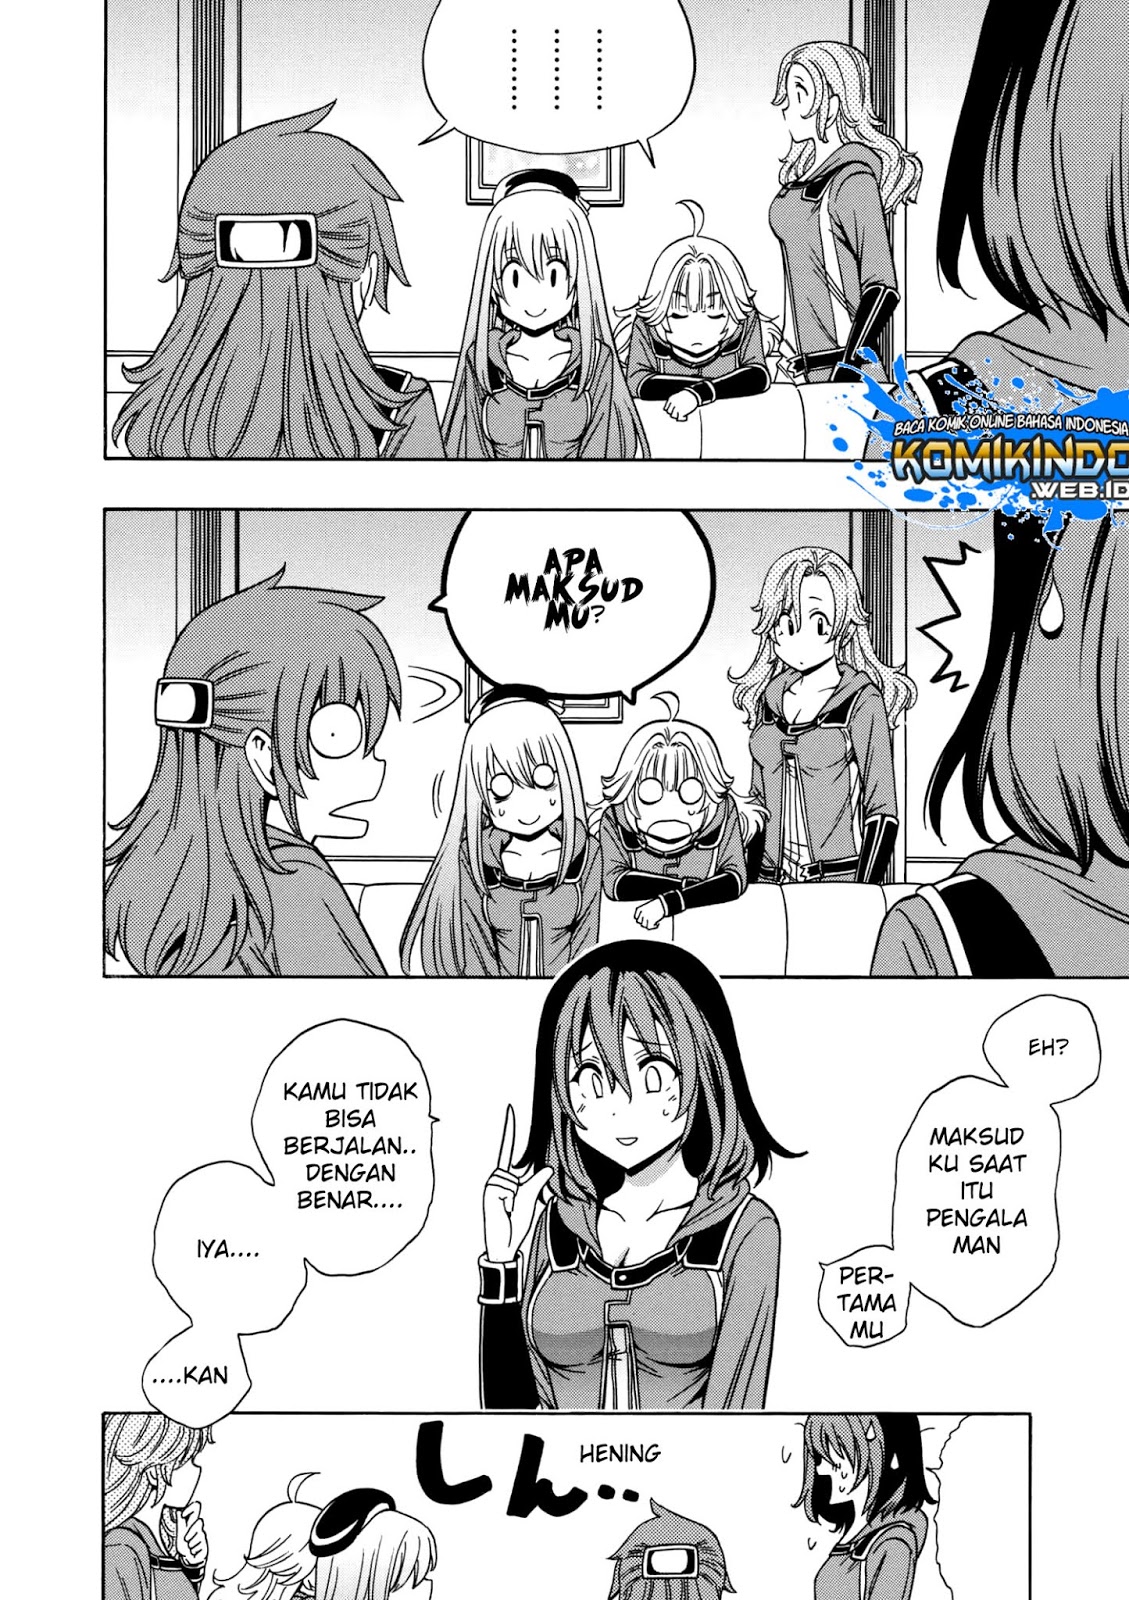 BACA KOMIK ONLINE BAHASA INDONESIA
KOMIKINDO
.WEB.ID
APA
MAKSUD
MU?
EH?
MAKSUD
KU SAAT
ITU
PENGALA
MAN
PER-
TAMA
MU
KAMU TIDAK
BISA
BERJALAN..
DENGAN
BENAR....
IYA....
....KAN
しん..
HENING